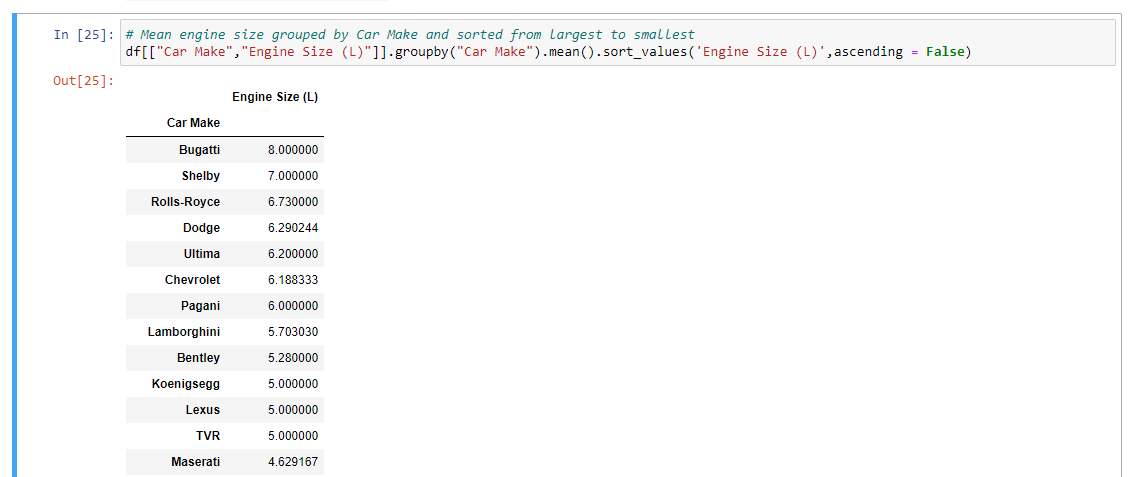 In [25]: # Mean engine size grouped by Car Make and sorted from largest to smallest
df[["Car Make","Engine Size (L)"]].groupby("Car Make").mean().sort_values('Engine Size (L)',ascending = False)
Out[25]:
Engine Size (L)
Car Make
Bugatti 8.000000
Shelby 7.000000
Rolls-Royce 6.730000
Dodge 6.290244
Ultima 6.200000
Chevrolet 6.188333
Pagani 6.000000
Lamborghini 5.703030
Bentley 5.280000
Koenigsegg 5.000000
Lexus 5.000000
TVR 5.000000
Maserati 4.629167